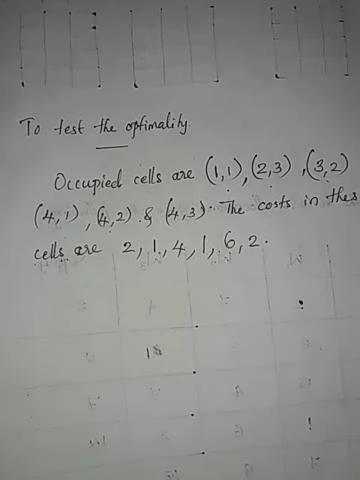 To test the optimality.
Occupied cells are (1,1), (2,3), (3,2)
(4,1), (4,2) & (4,3). The costs in thes
cells are 2, 1, 4, 1, 6, 2.